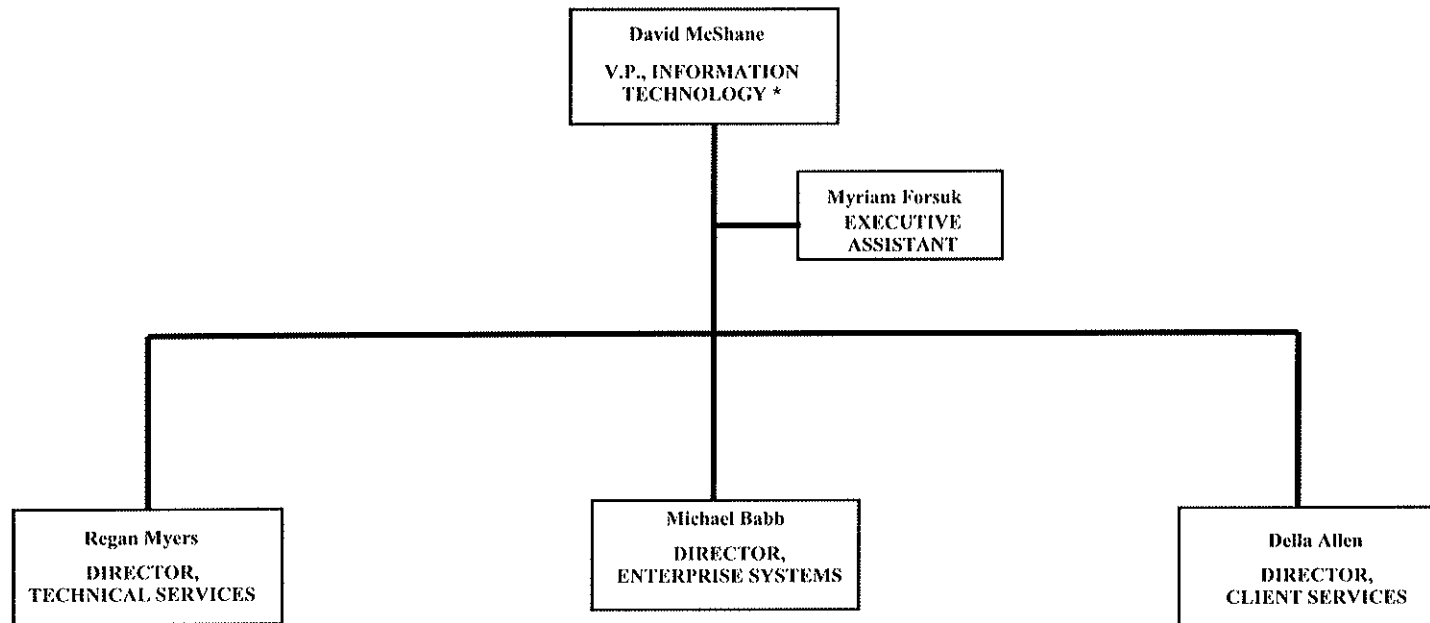 David McShane
V.P., INFORMATION
TECHNOLOGY *
Myriam Forsuk
EXECUTIVE
ASSISTANT
Regan Myers
DIRECTOR,
TECHNICAL SERVICES
Michael Babb
DIRECTOR,
ENTERPRISE SYSTEMS
Della Allen
DIRECTOR,
CLIENT SERVICES